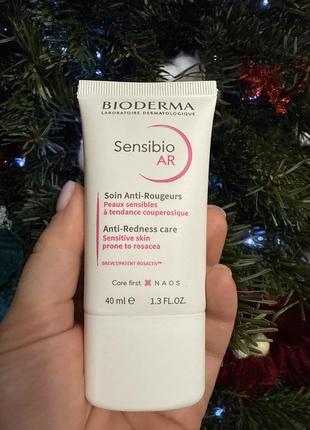 BIODERMA
LABORATOIRE DERMATOLOGIQUE
Sensibio
AR
Soin Anti-Rougeurs
Peaux sensibles
à tendance couperosique
Anti-Redness care
Sensitive skin
prone to rosacea
BREVET/PATENT ROSACTIV™
Care first. NAOS
40 ml e 1.3 FL.OZ.